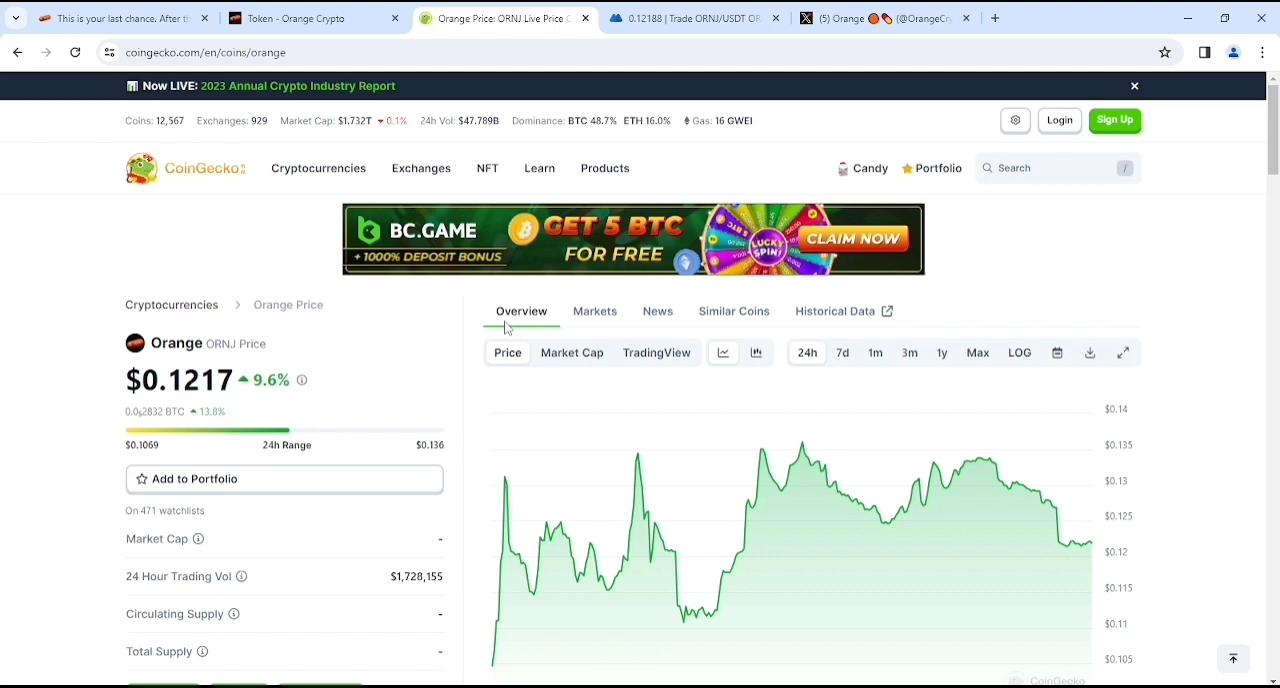 This is your last chance. After th
Token - Orange Crypto
Orange Price: ORNJ Live Price C
0.12188 | Trade ORNJ/USDT OR
(5) Orange 🟠💊 (@OrangeCry
coingecko.com/en/coins/orange
Now LIVE: 2023 Annual Crypto Industry Report
Coins: 12,567 Exchanges: 929 Market Cap: $1.732T 0.1% 24h Vol: $47.789B Dominance: BTC 48.7% ETH 16.0% Gas: 16 GWEI
Login
Sign Up
CoinGecko
Cryptocurrencies Exchanges NFT Learn Products
Candy Portfolio Search /
BC.GAME
+ 1000% DEPOSIT BONUS
GET 5 BTC
FOR FREE
LUCKY
SPIN!
CLAIM NOW
Cryptocurrencies > Orange Price
Orange ORNJ Price
$0.1217 9.6%
0.0₅2832 BTC 13.8%
$0.1069 24h Range $0.136
Add to Portfolio
On 471 watchlists
Market Cap -
24 Hour Trading Vol $1,728,155
Circulating Supply -
Total Supply -
Overview Markets News Similar Coins Historical Data
Price Market Cap TradingView 24h 7d 1m 3m 1y Max LOG
$0.14
$0.135
$0.13
$0.125
$0.12
$0.115
$0.11
$0.105
CoinGecko